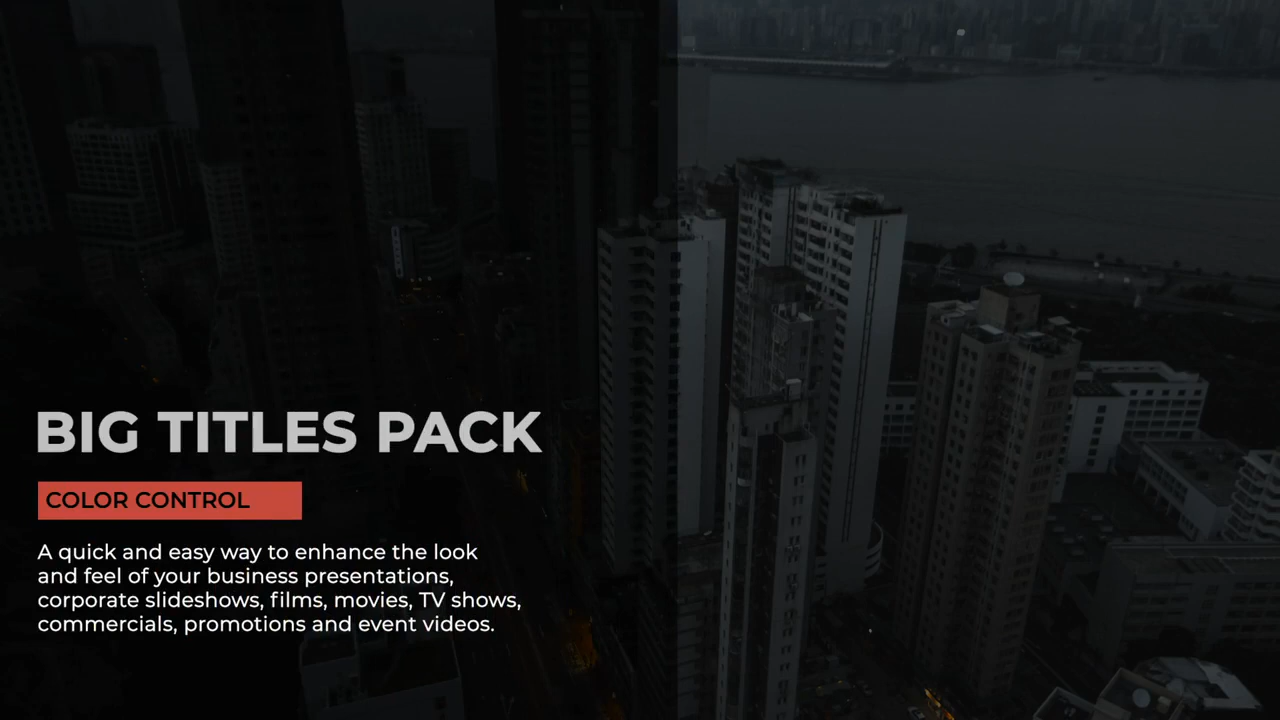 BIG TITLES PACK
COLOR CONTROL
A quick and easy way to enhance the look
and feel of your business presentations,
corporate slideshows, films, movies, TV shows,
commercials, promotions and event videos.